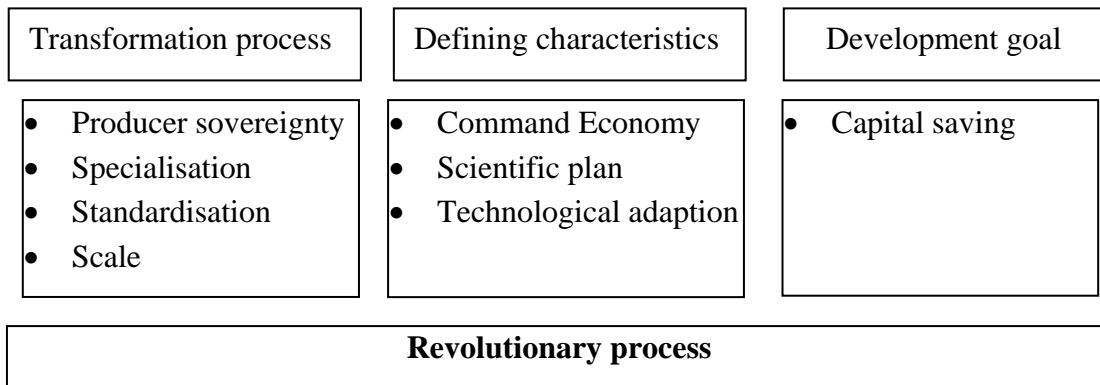 Transformation process
Defining characteristics
Development goal
• Producer sovereignty
• Specialisation
• Standardisation
• Scale
• Command Economy
• Scientific plan
• Technological adaption
• Capital saving
Revolutionary process